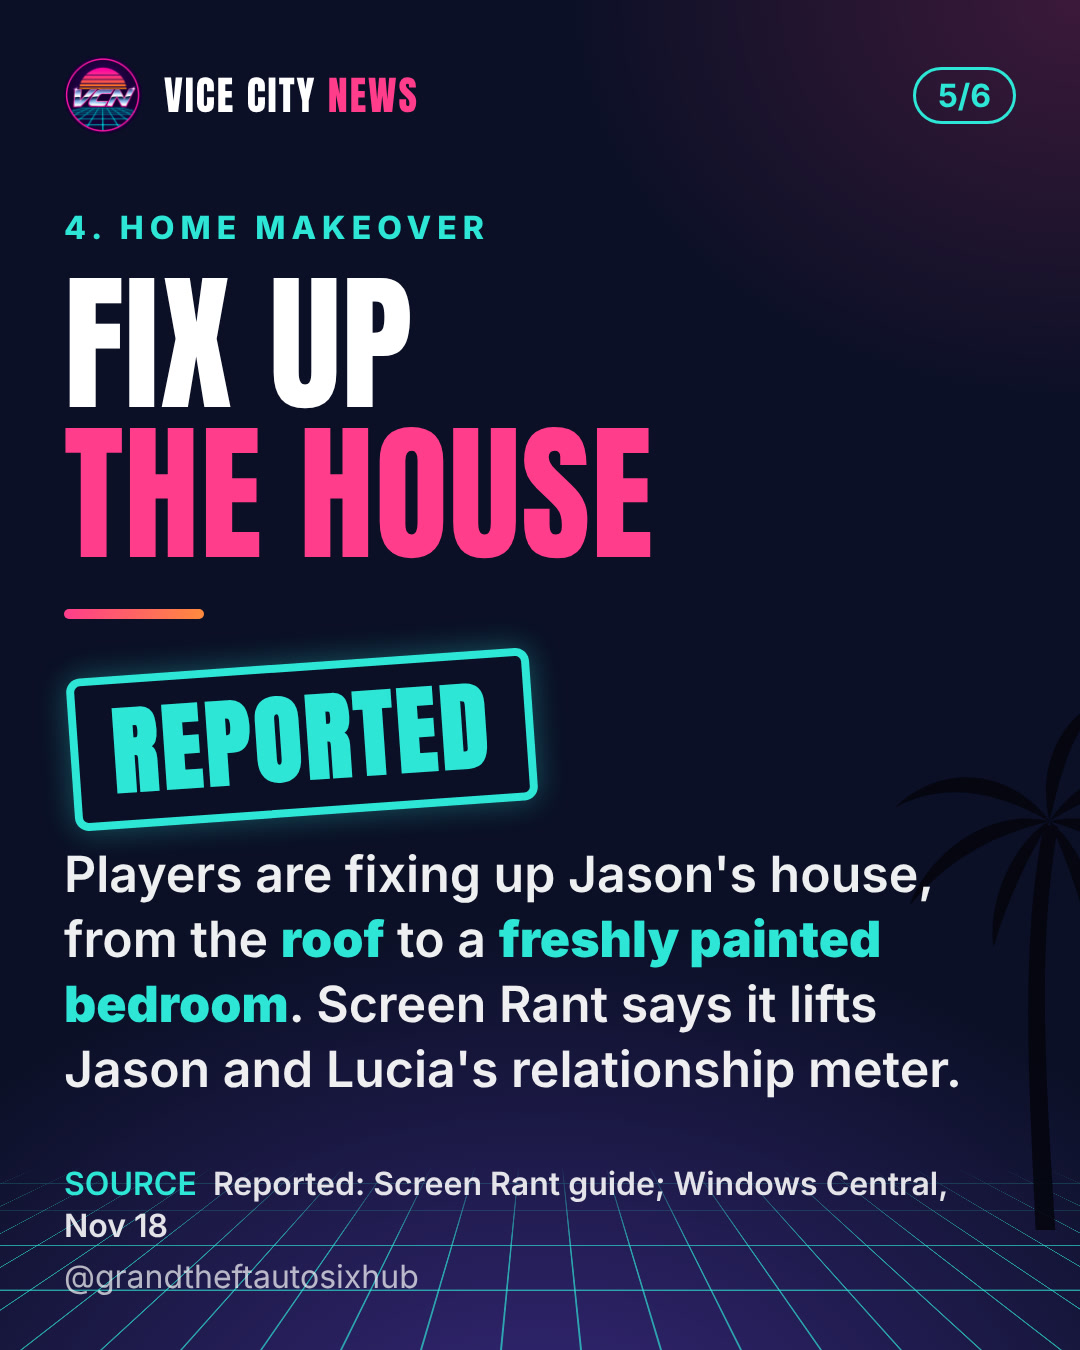 VCN
VICE CITY NEWS
5/6
4. HOME MAKEOVER
FIX UP
THE HOUSE
REPORTED
Players are fixing up Jason's house,
from the roof to a freshly painted
bedroom. Screen Rant says it lifts
Jason and Lucia's relationship meter.
SOURCE Reported: Screen Rant guide; Windows Central,
Nov 18
@grandtheftautosixhub